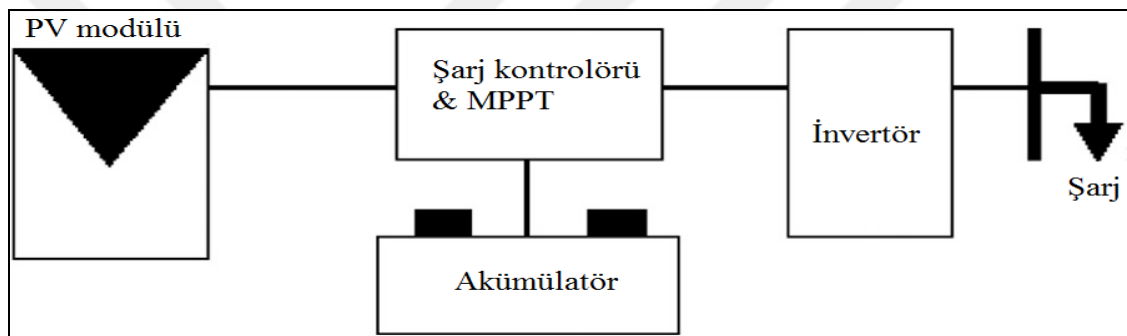 PV modülü
Şarj kontrolörü
& MPPT
İnvertör
Şarj
Akümülatör